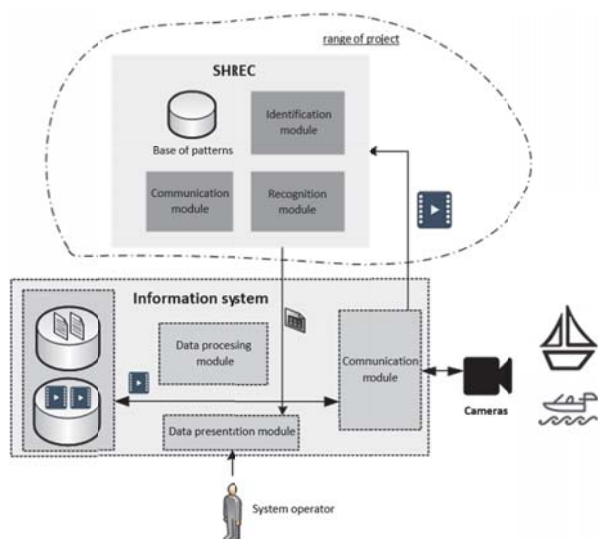 range of project
SHREC
Identification
module
Base of patterns
Communication
module
Recognition
module
Information system
Data procesing
module
Communication
module
Cameras
Data presentation module
System operator